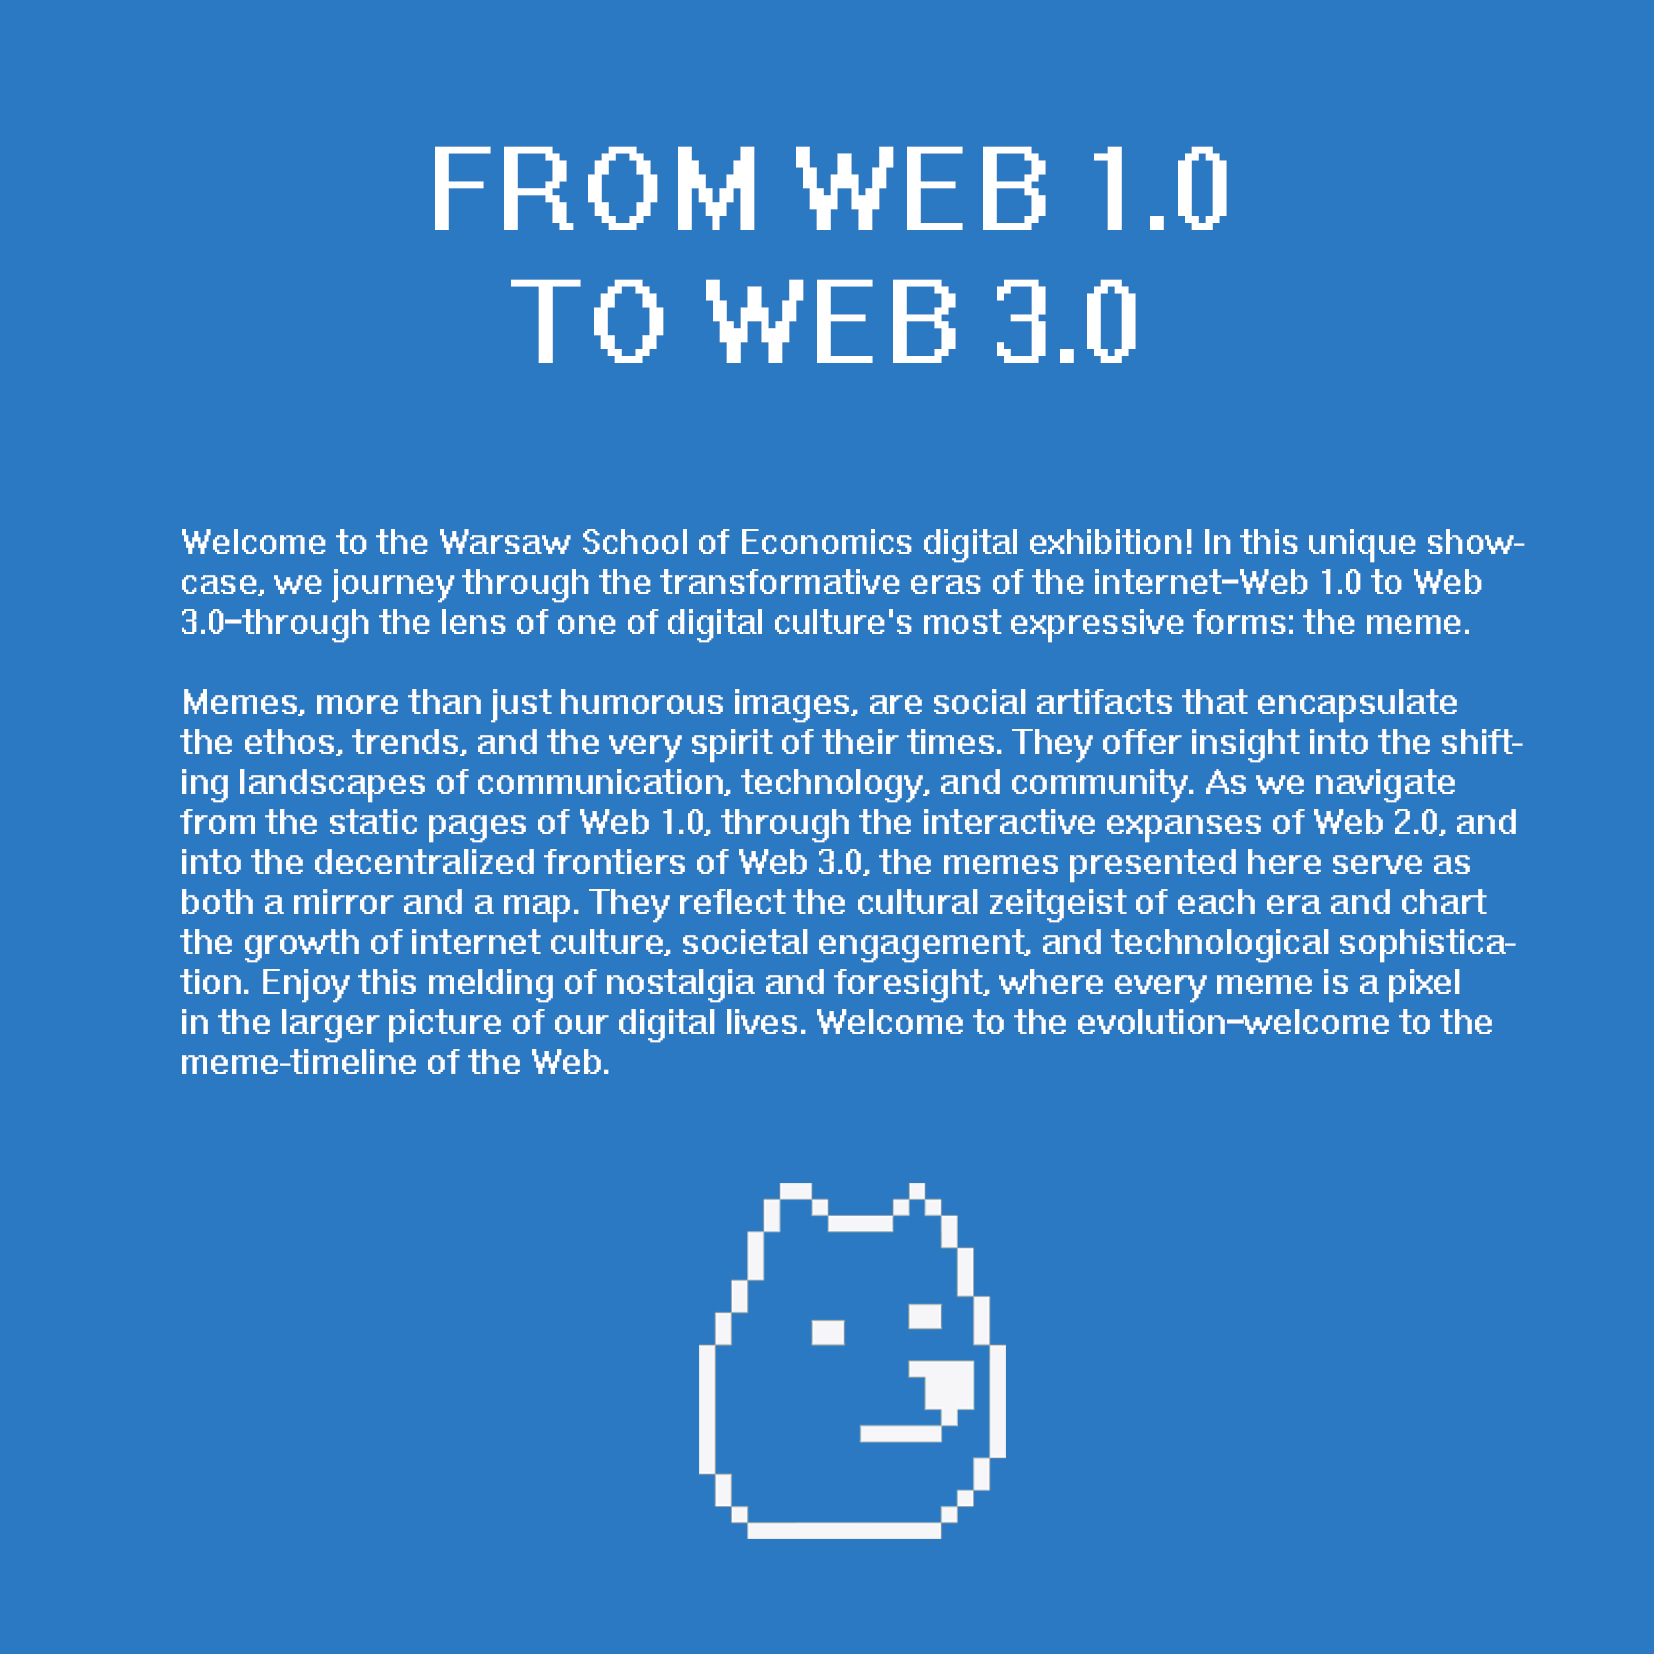 FROM WEB 1.0
TO WEB 3.0
Welcome to the Warsaw School of Economics digital exhibition! In this unique show-
case, we journey through the transformative eras of the internet—Web 1.0 to Web
3.0—through the lens of one of digital culture's most expressive forms: the meme.
Memes, more than just humorous images, are social artifacts that encapsulate
the ethos, trends, and the very spirit of their times. They offer insight into the shift-
ing landscapes of communication, technology, and community. As we navigate
from the static pages of Web 1.0, through the interactive expanses of Web 2.0, and
into the decentralized frontiers of Web 3.0, the memes presented here serve as
both a mirror and a map. They reflect the cultural zeitgeist of each era and chart
the growth of internet culture, societal engagement, and technological sophistica-
tion. Enjoy this melding of nostalgia and foresight, where every meme is a pixel
in the larger picture of our digital lives. Welcome to the evolution—welcome to the
meme-timeline of the Web.